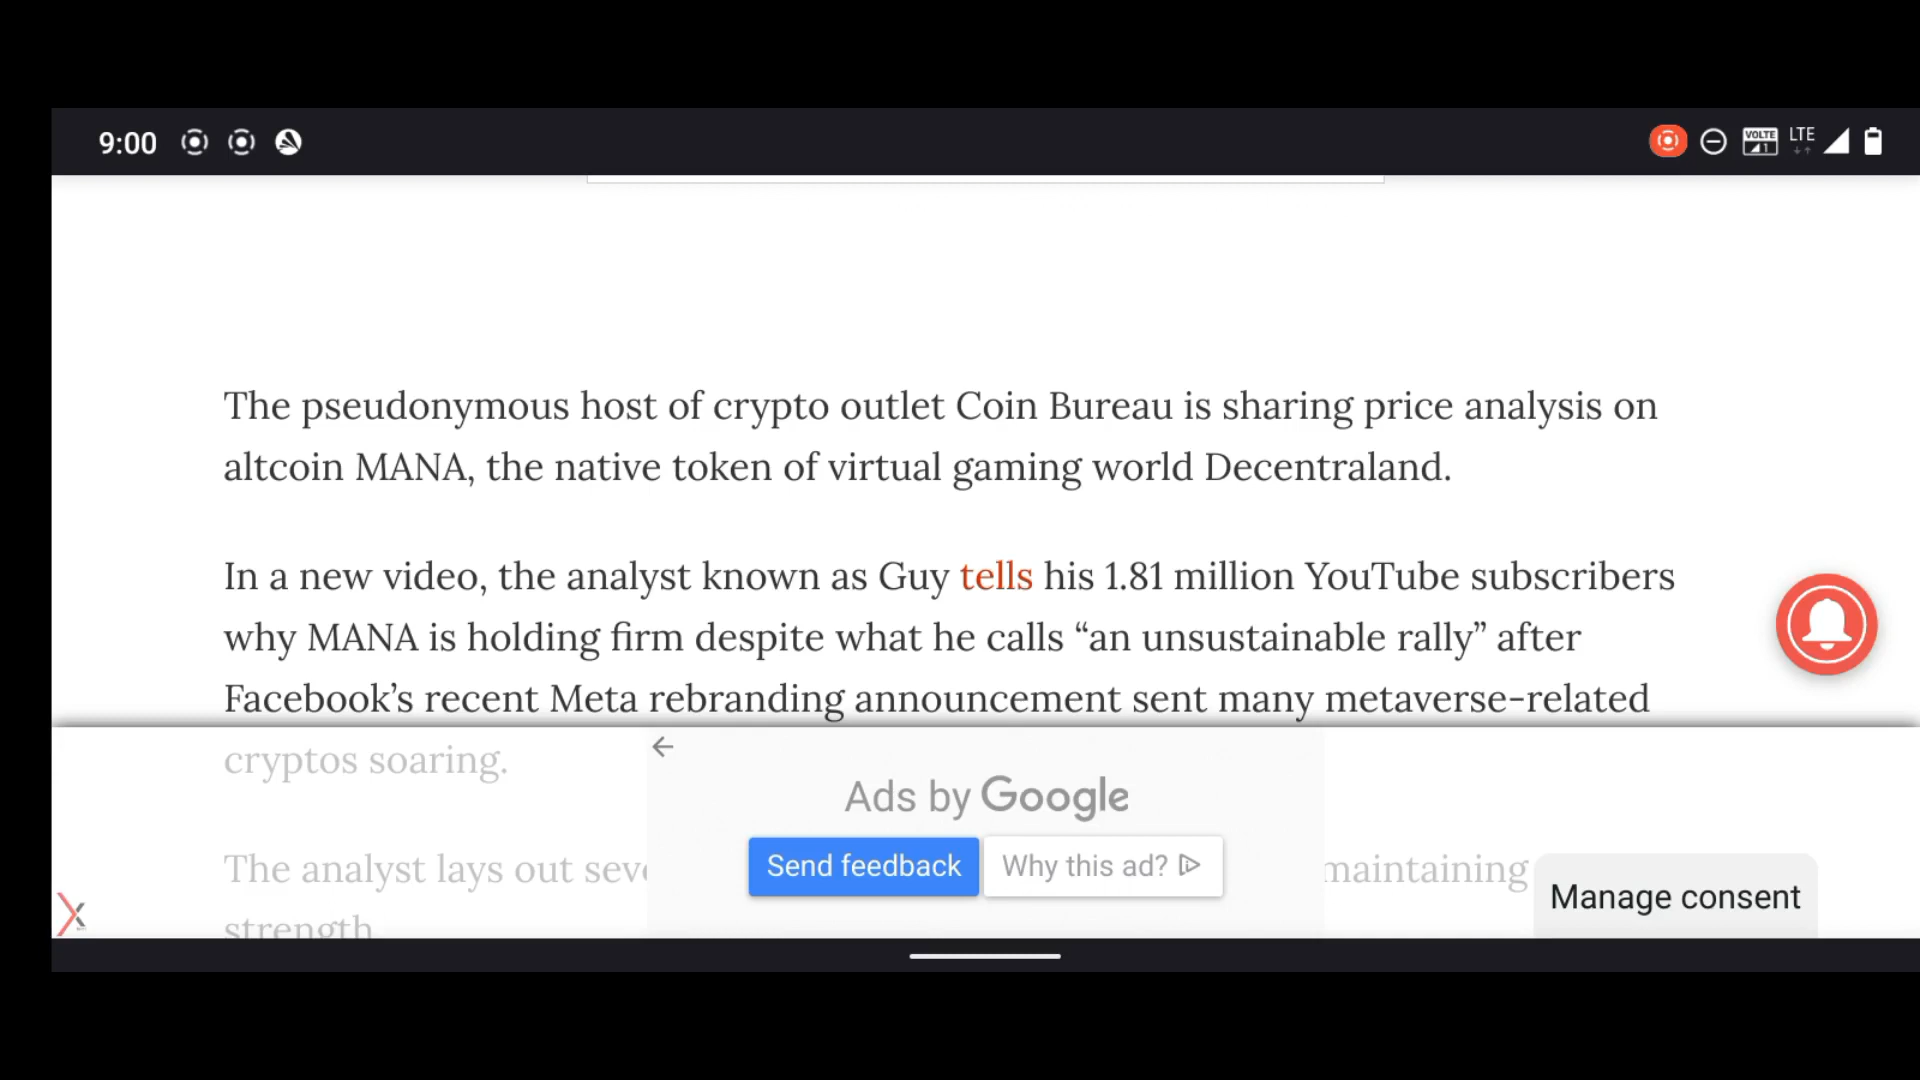 9:00
VOLTE
1
LTE
The pseudonymous host of crypto outlet Coin Bureau is sharing price analysis on
altcoin MANA, the native token of virtual gaming world Decentraland.
In a new video, the analyst known as Guy tells his 1.81 million YouTube subscribers
why MANA is holding firm despite what he calls “an unsustainable rally” after
Facebook’s recent Meta rebranding announcement sent many metaverse-related
cryptos soaring.
Ads by Google
Send feedback
Why this ad?
The analyst lays out maintaining
strength
Manage consent